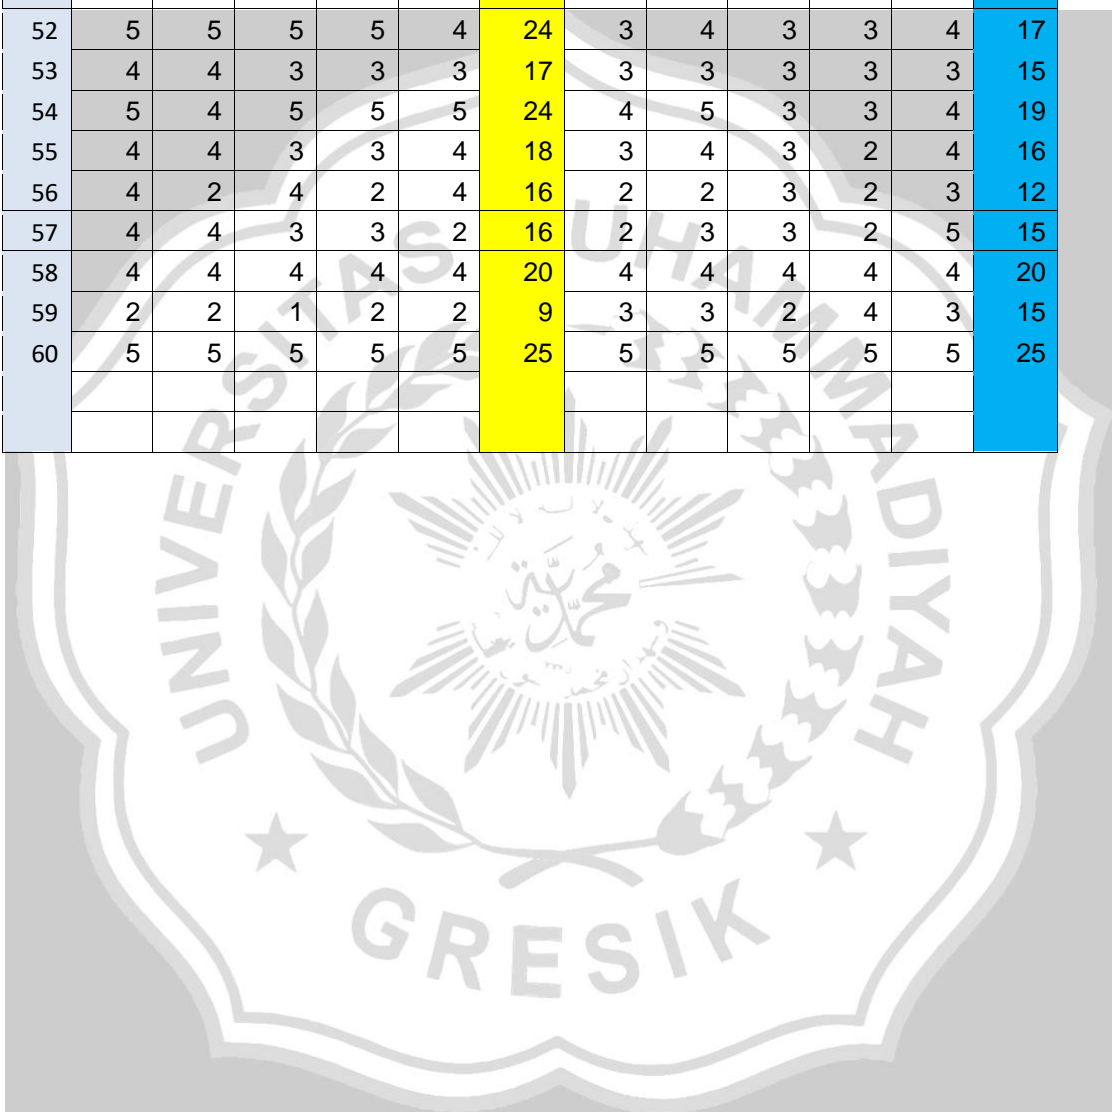 52 5 5 5 5 4 24 3 4 3 3 4 17
53 4 4 3 3 3 17 3 3 3 3 3 15
54 5 4 5 5 5 24 4 5 3 3 4 19
55 4 4 3 3 4 18 3 4 3 2 4 16
56 4 2 4 2 4 16 2 2 3 2 3 12
57 4 4 3 3 2 16 2 3 3 2 5 15
58 4 4 4 4 4 20 4 4 4 4 4 20
59 2 2 1 2 2 9 3 3 2 4 3 15
60 5 5 5 5 5 25 5 5 5 5 5 25
UNIVERSITAS UHAMMADIYAH
محمدية
GRESIK